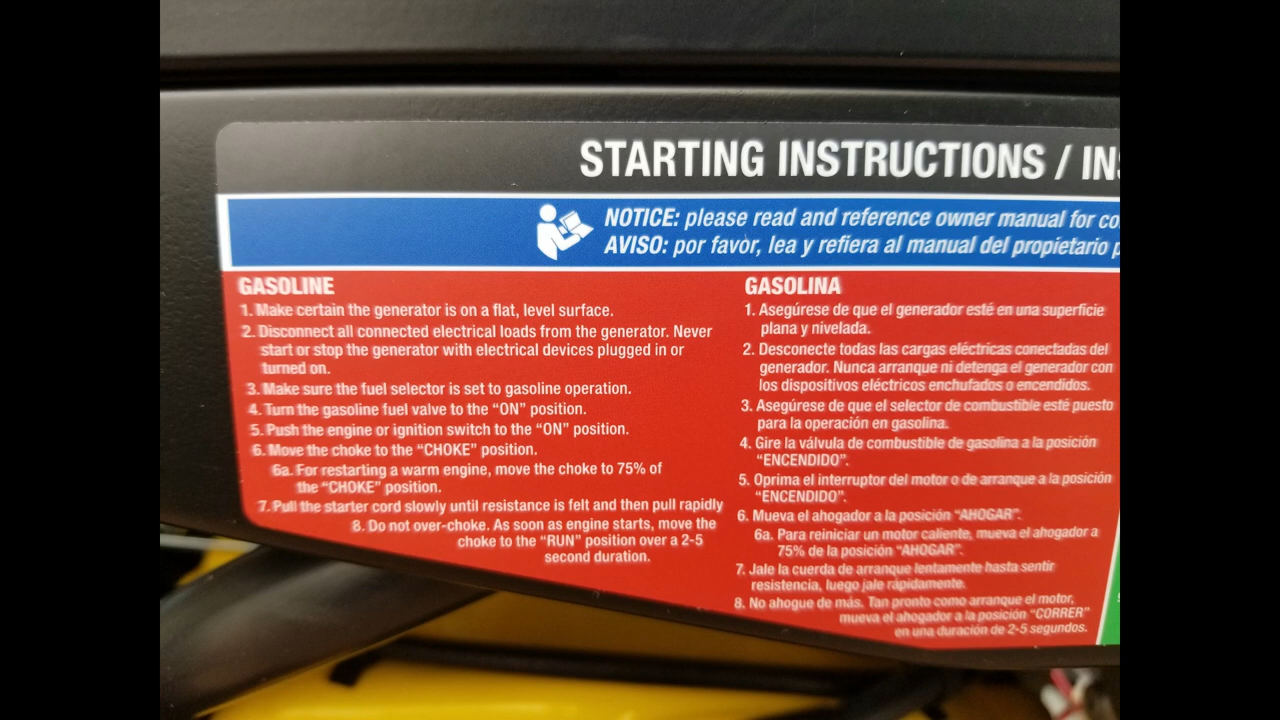 STARTING INSTRUCTIONS /
NOTICE: please read and reference owner manual for
AVISO: por favor, lea y refiera al manual del propietario
GASOLINE
1. Make certain the generator is on a flat, level surface.
2. Disconnect all connected electrical loads from the generator. Never
start or stop the generator with electrical devices plugged in or
turned on.
3. Make sure the fuel selector is set to gasoline operation.
4. Turn the gasoline fuel valve to the “ON” position.
5. Push the engine or ignition switch to the “ON” position.
6. Move the choke to the “CHOKE” position.
6a. For restarting a warm engine, move the choke to 75% of
the “CHOKE” position.
7. Pull the starter cord slowly until resistance is felt and then pull rapidly
8. Do not over-choke. As soon as engine starts, move the
choke to the “RUN” position over a 2-5
second duration.
GASOLINA
1. Asegúrese de que el generador esté en una superficie
plana y nivelada.
2. Desconecte todas las cargas eléctricas conectadas del
generador. Nunca arranque ni detenga el generador con
los dispositivos eléctricos enchufados o encendidos.
3. Asegúrese de que el selector de combustible esté puesto
para la operación en gasolina.
4. Gire la válvula de combustible de gasolina a la posición
“ENCENDIDO”.
5. Oprima el interruptor del motor o de arranque a la posición
“ENCENDIDO”.
6. Mueva el ahogador a la posición “AHOGAR”.
6a. Para reiniciar un motor caliente, mueva el ahogador a
75% de la posición “AHOGAR”.
7. Jale la cuerda de arranque lentamente hasta sentir
resistencia, luego jale rápidamente.
8. No ahogue de más. Tan pronto como arranque el motor,
mueva el ahogador a la posición “CORRER”
en una duración de 2-5 segundos.